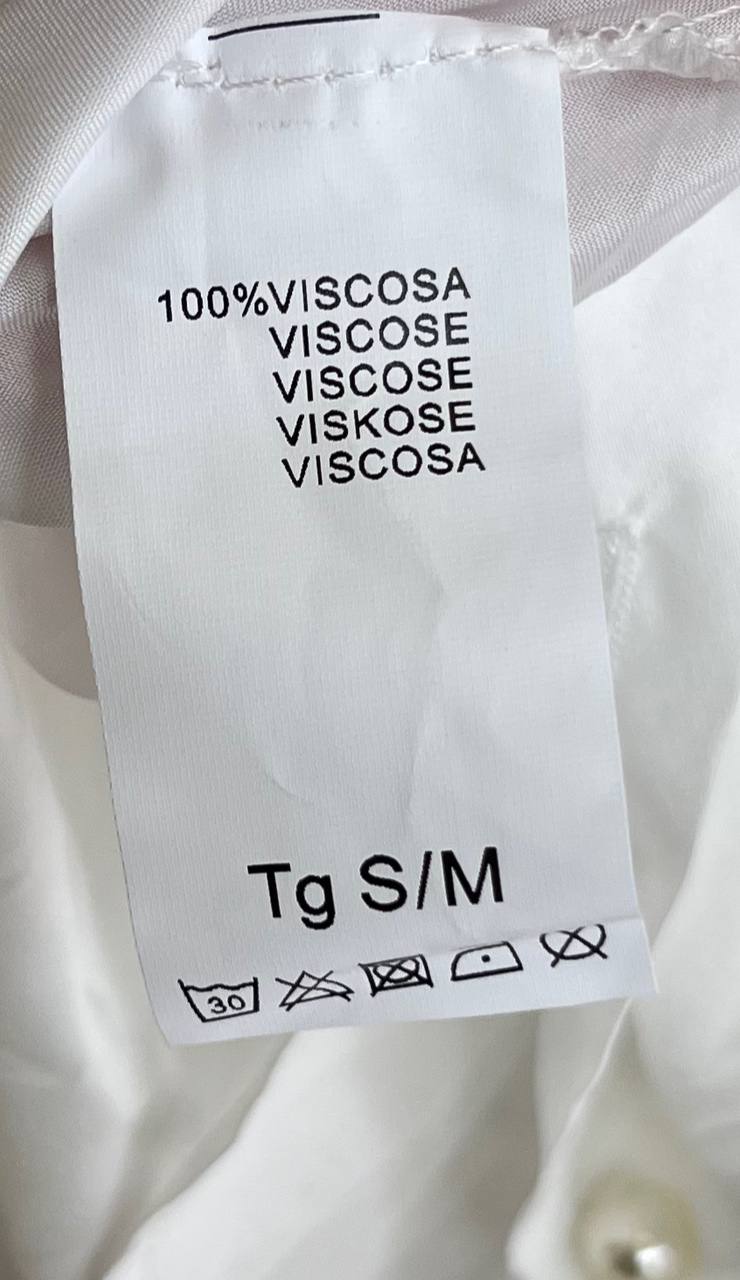 100%VISCOSA
VISCOSE
VISCOSE
VISKOSE
VISCOSA
Tg S/M
30